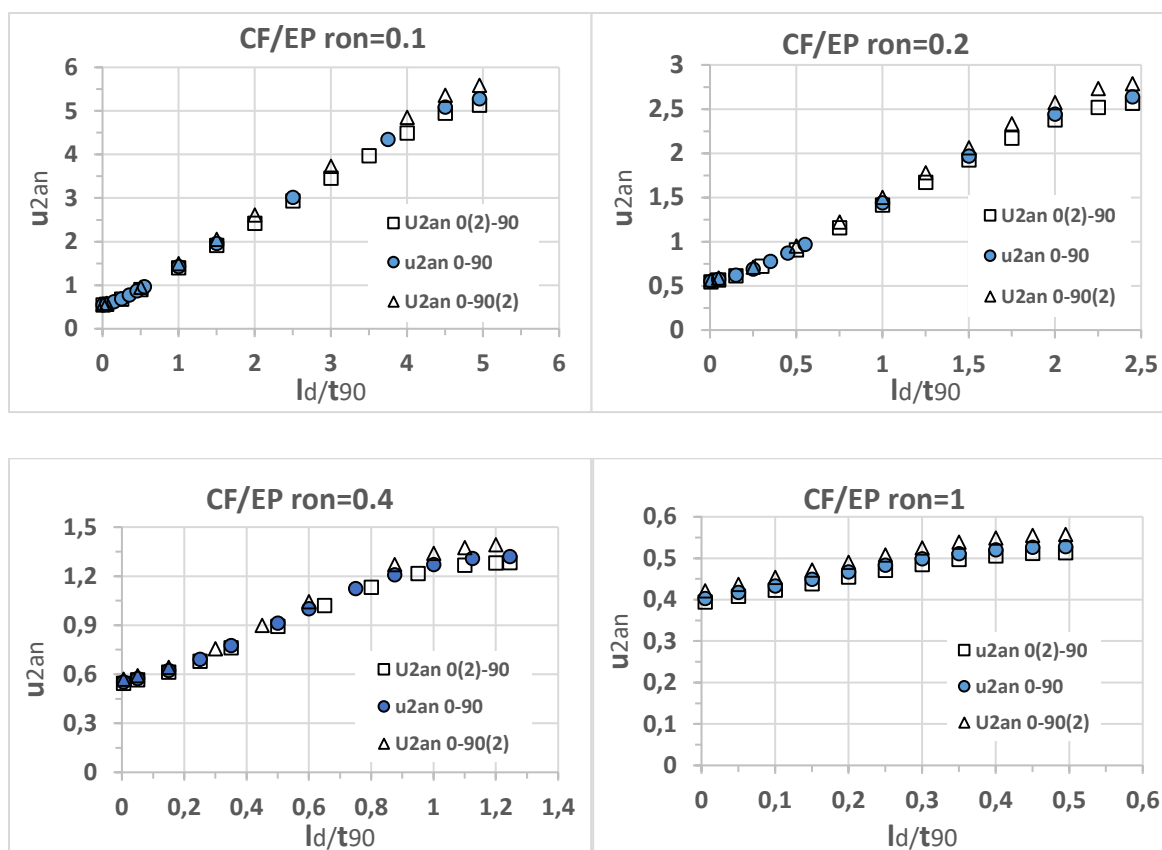 CF/EP ron=0.1
6
5
4
3
2
1
0
u2an
U2an 0(2)-90
u2an 0-90
U2an 0-90(2)
0 1 2 3 4 5 6
ld/t90
CF/EP ron=0.2
3
2,5
2
1,5
1
0,5
0
u2an
U2an 0(2)-90
u2an 0-90
U2an 0-90(2)
0 0,5 1 1,5 2 2,5
ld/t90
CF/EP ron=0.4
1,5
1,2
0,9
0,6
0,3
0
u2an
U2an 0(2)-90
u2an 0-90
U2an 0-90(2)
0 0,2 0,4 0,6 0,8 1 1,2 1,4
ld/t90
CF/EP ron=1
0,6
0,5
0,4
0,3
0,2
0,1
0
u2an
u2an 0(2)-90
u2an 0-90
U2an 0-90(2)
0 0,1 0,2 0,3 0,4 0,5 0,6
ld/t90